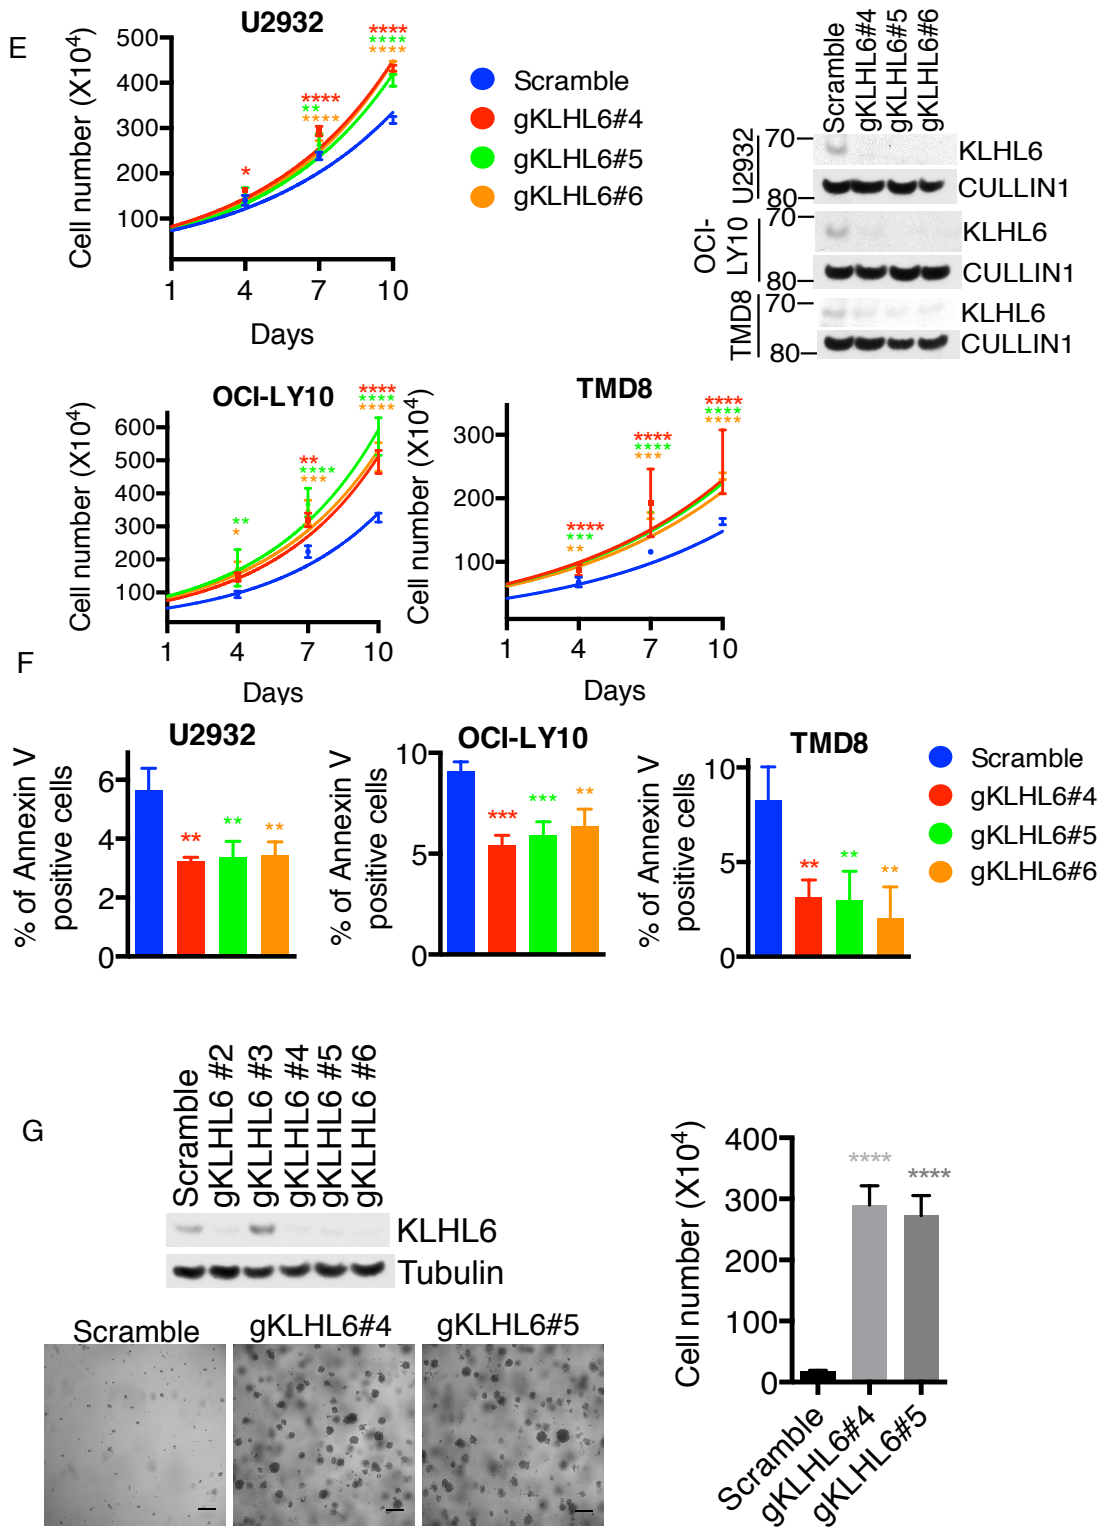 E
U2932
Cell number (X10⁴)
500
400
300
200
100
****
****
****
****
**
****
*
1 4 7 10
Days
Scramble
gKLHL6#4
gKLHL6#5
gKLHL6#6
Scramble
gKLHL6#4
gKLHL6#5
gKLHL6#6
U2932
70
KLHL6
80
CULLIN1
OCI-
LY10
70
KLHL6
80
CULLIN1
TMD8
70
KLHL6
80
CULLIN1
OCI-LY10
Cell number (X10⁴)
600
500
400
300
200
100
****
****
****
**
****
***
**
*
1 4 7 10
Days
TMD8
Cell number (X10⁴)
300
200
100
****
****
****
****
****
***
****
***
**
1 4 7 10
Days
F
U2932
% of Annexin V
positive cells
6
4
2
0
** ** **
OCI-LY10
% of Annexin V
positive cells
10
5
0
*** *** **
TMD8
% of Annexin V
positive cells
10
5
0
** ** **
Scramble
gKLHL6#4
gKLHL6#5
gKLHL6#6
G
Scramble
gKLHL6 #2
gKLHL6 #3
gKLHL6 #4
gKLHL6 #5
gKLHL6 #6
KLHL6
Tubulin
Scramble
gKLHL6#4
gKLHL6#5
Cell number (X10⁴)
400
300
200
100
0
**** ****
Scramble
gKLHL6#4
gKLHL6#5